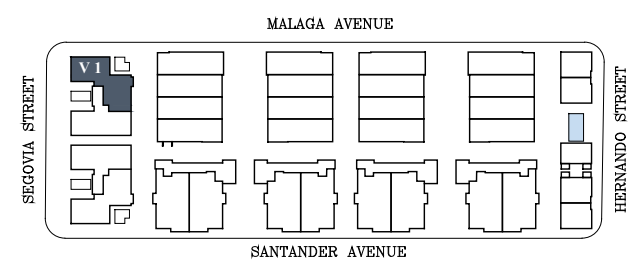 MALAGA AVENUE
V 1
SEGOVIA STREET
HERNANDO STREET
SANTANDER AVENUE